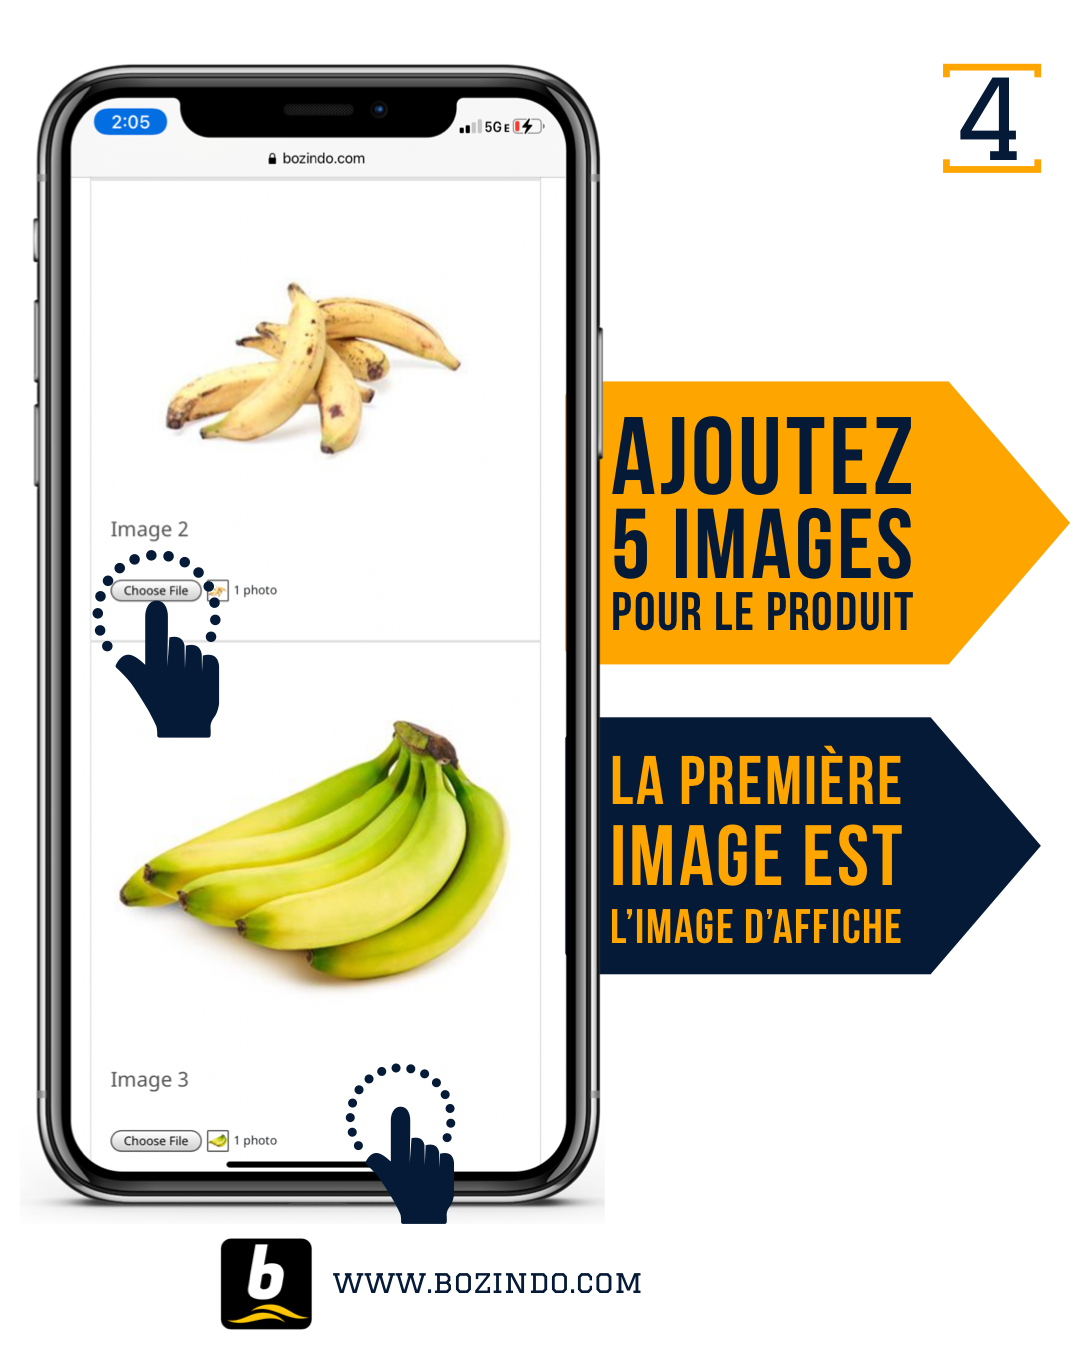 4
2:05
5GE
bozindo.com
Image 2
Choose File
1 photo
Image 3
Choose File
1 photo
AJOUTEZ
5 IMAGES
POUR LE PRODUIT
LA PREMIÈRE
IMAGE EST
L'IMAGE D'AFFICHE
b
WWW.BOZINDO.COM